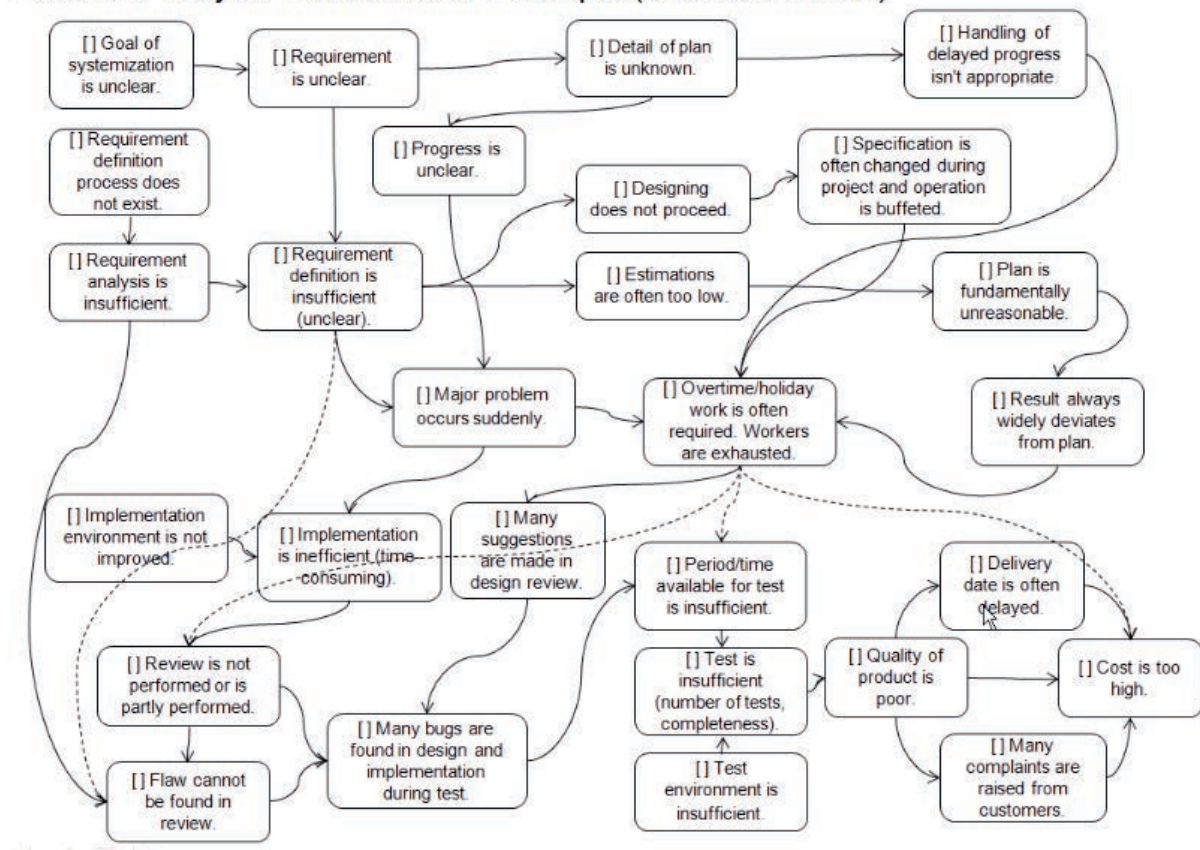 [ ] Goal of
systemization
is unclear.
[ ] Requirement
is unclear.
[ ] Detail of plan
is unknown.
[ ] Handling of
delayed progress
isn't appropriate.
[ ] Requirement
definition
process does
not exist.
[ ] Progress is
unclear.
[ ] Designing
does not proceed.
[ ] Specification is
often changed during
project and operation
is buffeted.
[ ] Requirement
analysis is
insufficient.
[ ] Requirement
definition is
insufficient
(unclear).
[ ] Estimations
are often too low.
[ ] Plan is
fundamentally
unreasonable.
[ ] Major problem
occurs suddenly.
[ ] Overtime/holiday
work is often
required. Workers
are exhausted.
[ ] Result always
widely deviates
from plan.
[ ] Implementation
environment is not
improved.
[ ] Implementation
is inefficient (time-
consuming).
[ ] Many
suggestions
are made in
design review.
[ ] Period/time
available for test
is insufficient.
[ ] Delivery
date is often
delayed.
[ ] Review is not
performed or is
partly performed.
[ ] Test is
insufficient
(number of tests,
completeness).
[ ] Quality of
product is
poor.
[ ] Cost is too
high.
[ ] Flaw cannot
be found in
review.
[ ] Many bugs are
found in design and
implementation
during test.
[ ] Test
environment is
insufficient.
[ ] Many
complaints are
raised from
customers.